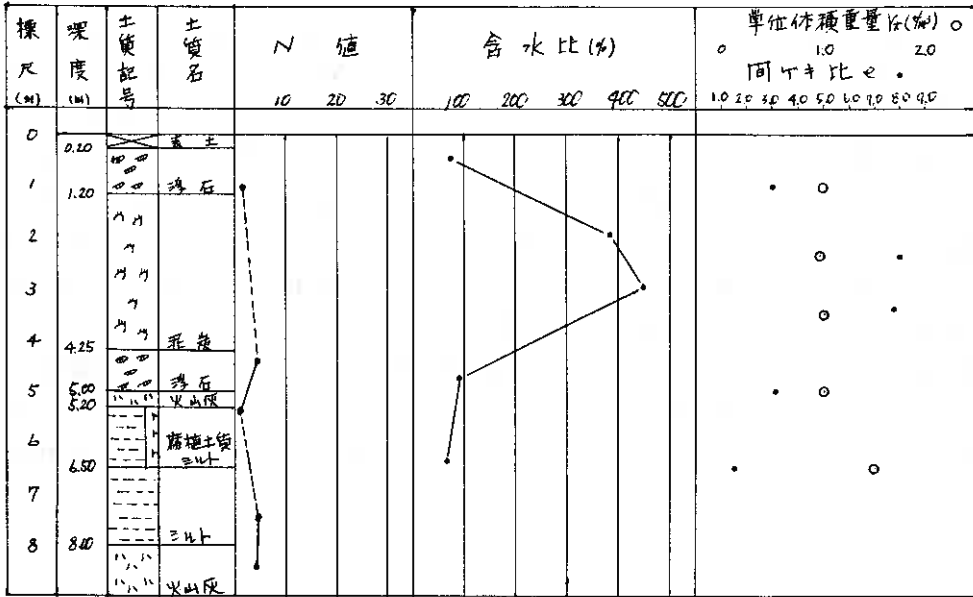 標尺(m) 深度(m) 土質記号 土質名 N 値 含水比(%) 単位体積重量
0 1.0 2.0
間ゲキ比 e
10 20 30 100 200 300 400 500 1.0 2.0 3.0 4.0 5.0 6.0 7.0 8.0 9.0
0
0.20 表土
1 浮石
1.20
2
3
4 泥炭
4.25
浮石
5 5.00 火山灰
5.20
6 腐植土質
シルト
6.50
7
シルト
8 8.00
火山灰